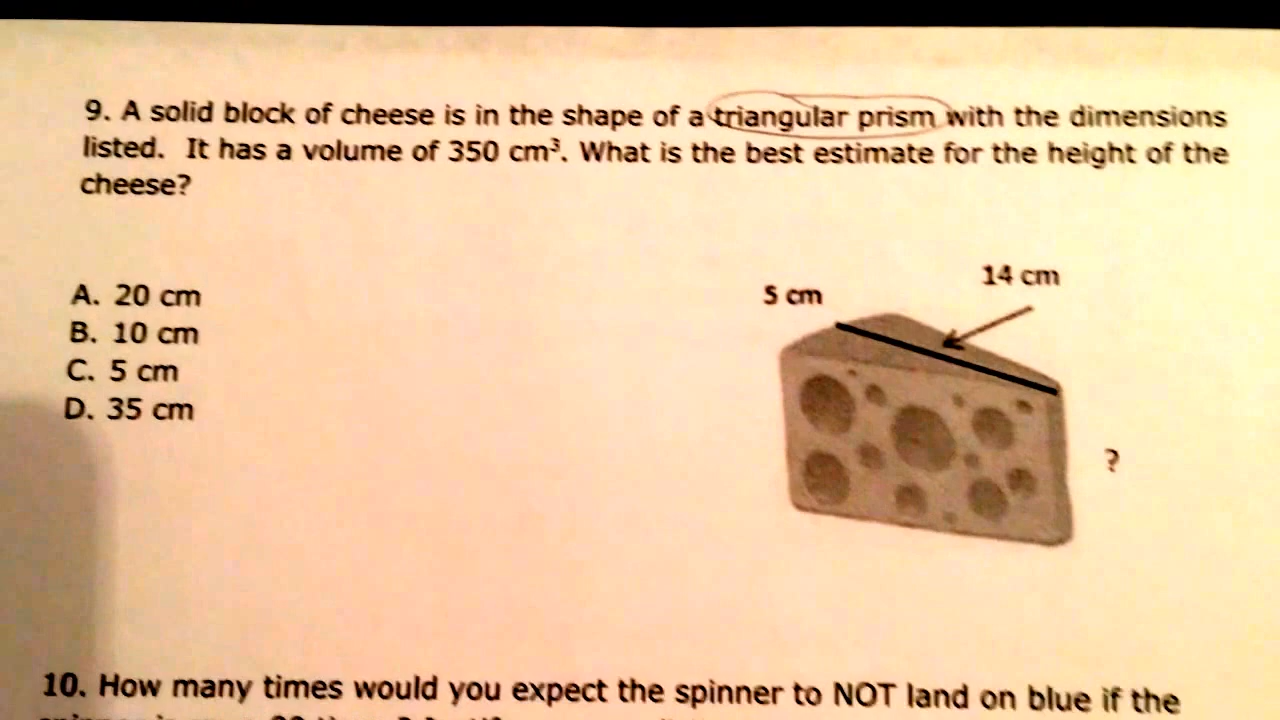 9. A solid block of cheese is in the shape of a triangular prism with the dimensions
listed. It has a volume of 350 cm³. What is the best estimate for the height of the
cheese?
A. 20 cm
B. 10 cm
C. 5 cm
D. 35 cm
5 cm
14 cm
?
10. How many times would you expect the spinner to NOT land on blue if the